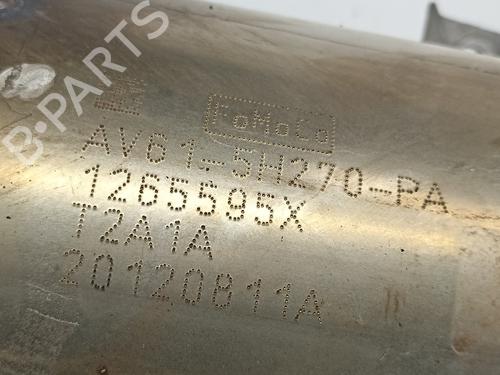 B-PARTS
FoMoCo
AV61-5H270-PA
1265595X
T2A1A
20120811A